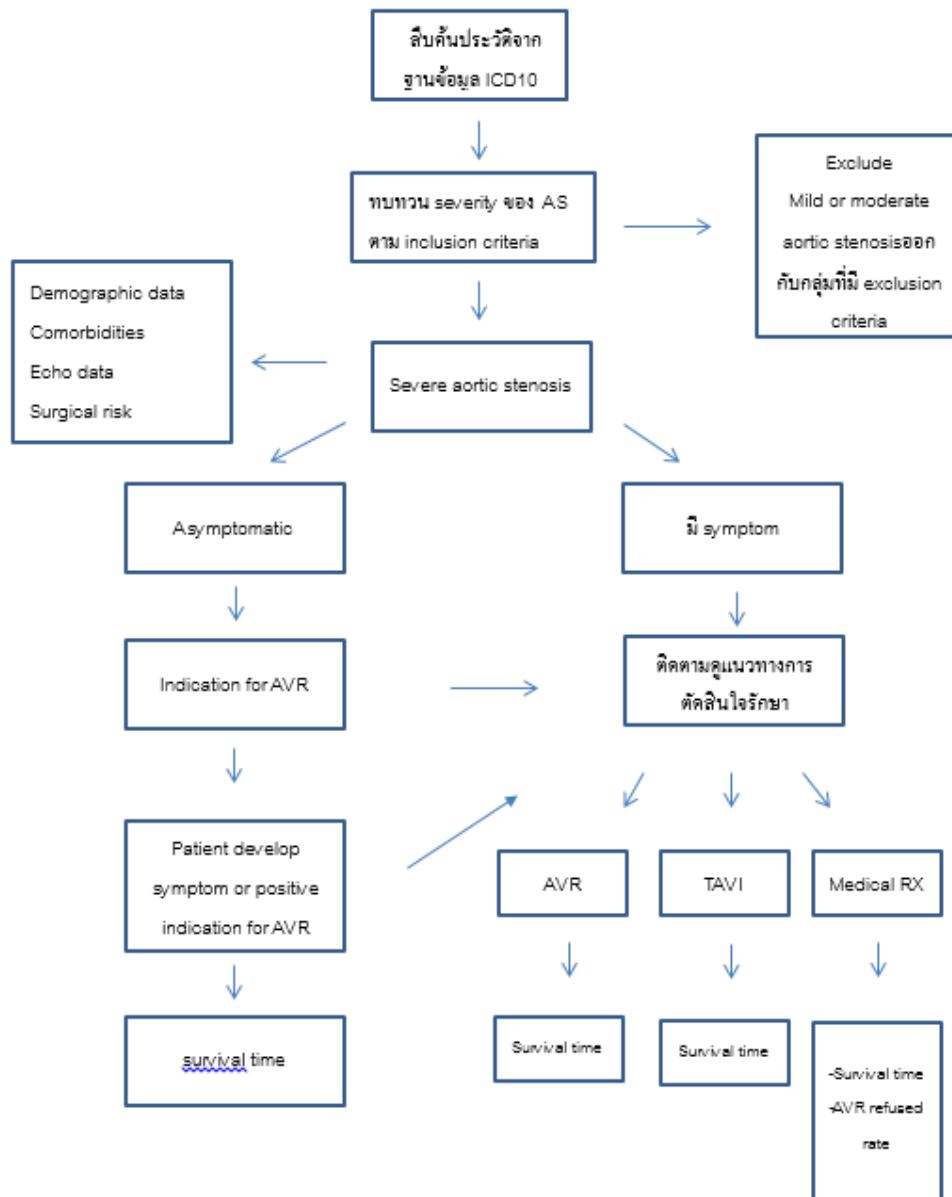 สืบค้นประวัติจาก
ฐานข้อมูล ICD10
ทบทวน severity ของ AS
ตาม inclusion criteria
Exclude
Mild or moderate
aortic stenosisออก
กับกลุ่มที่มี exclusion
criteria
Demographic data
Comorbidities
Echo data
Surgical risk
Severe aortic stenosis
Asymptomatic
มี symptom
Indication for AVR
ติดตามดูแนวทางการ
ตัดสินใจรักษา
Patient develop
symptom or positive
indication for AVR
AVR
TAVI
Medical RX
survival time
Survival time
Survival time
-Survival time
-AVR refused
rate